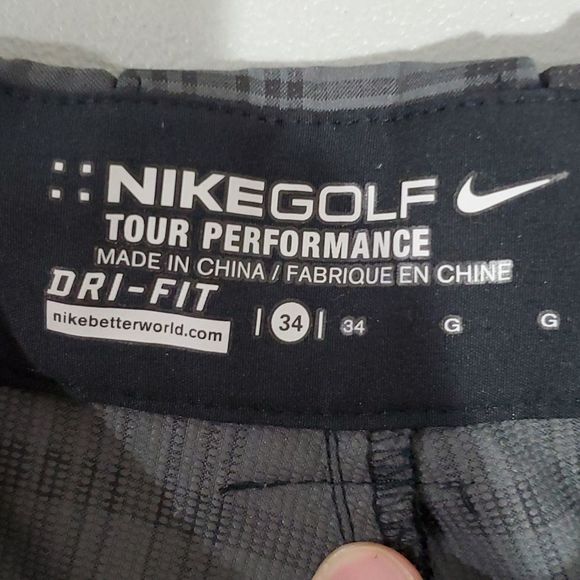 NIKEGOLF
TOUR PERFORMANCE
MADE IN CHINA / FABRIQUE EN CHINE
DRI-FIT
nikebetterworld.com | 34 | 34 G G